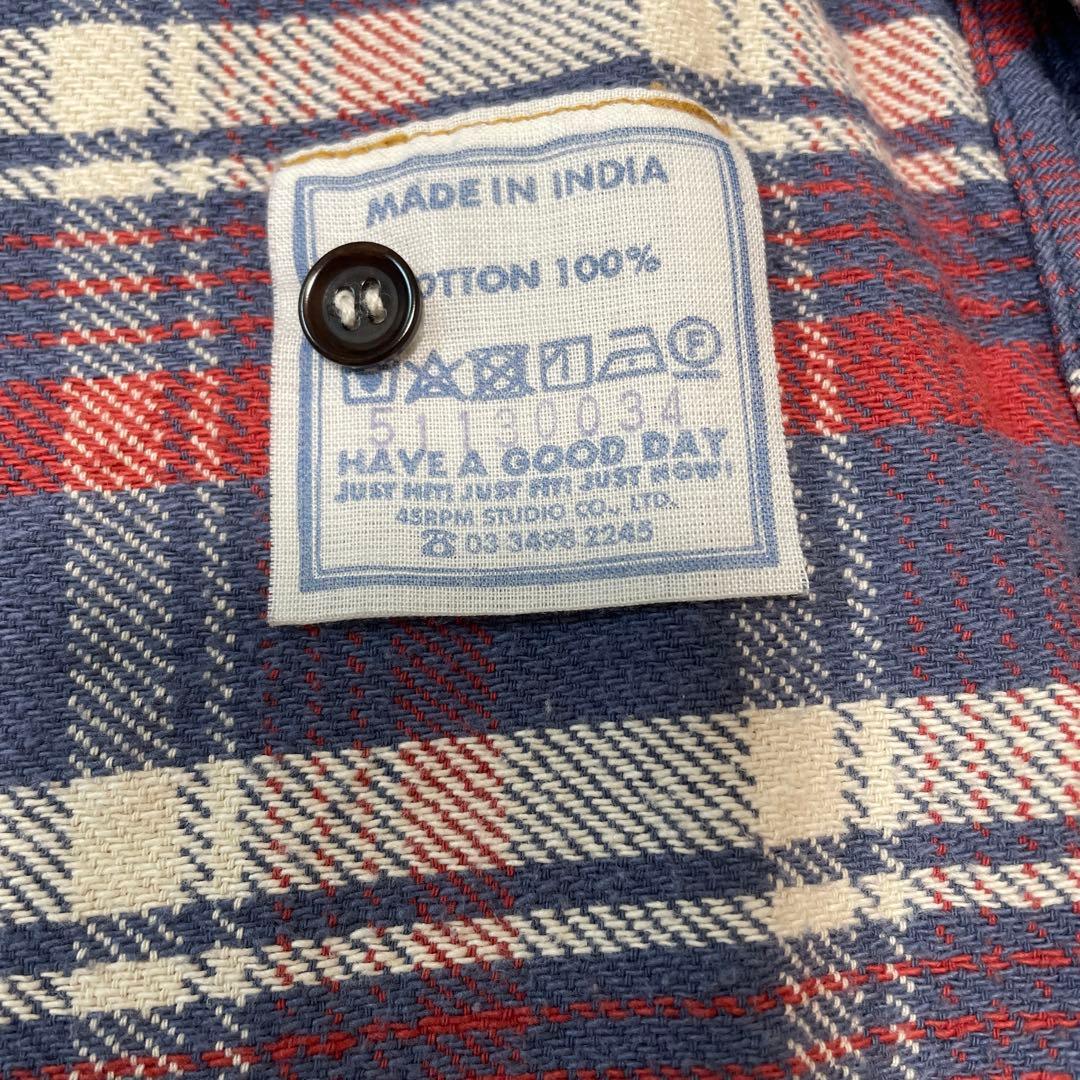 MADE IN INDIA
OTTON 100%
F
51130034
HAVE A GOOD DAY
JUST HIT! JUST FIT! JUST NOW!
45RPM STUDIO CO., LTD.
☎ 03 3498 2245